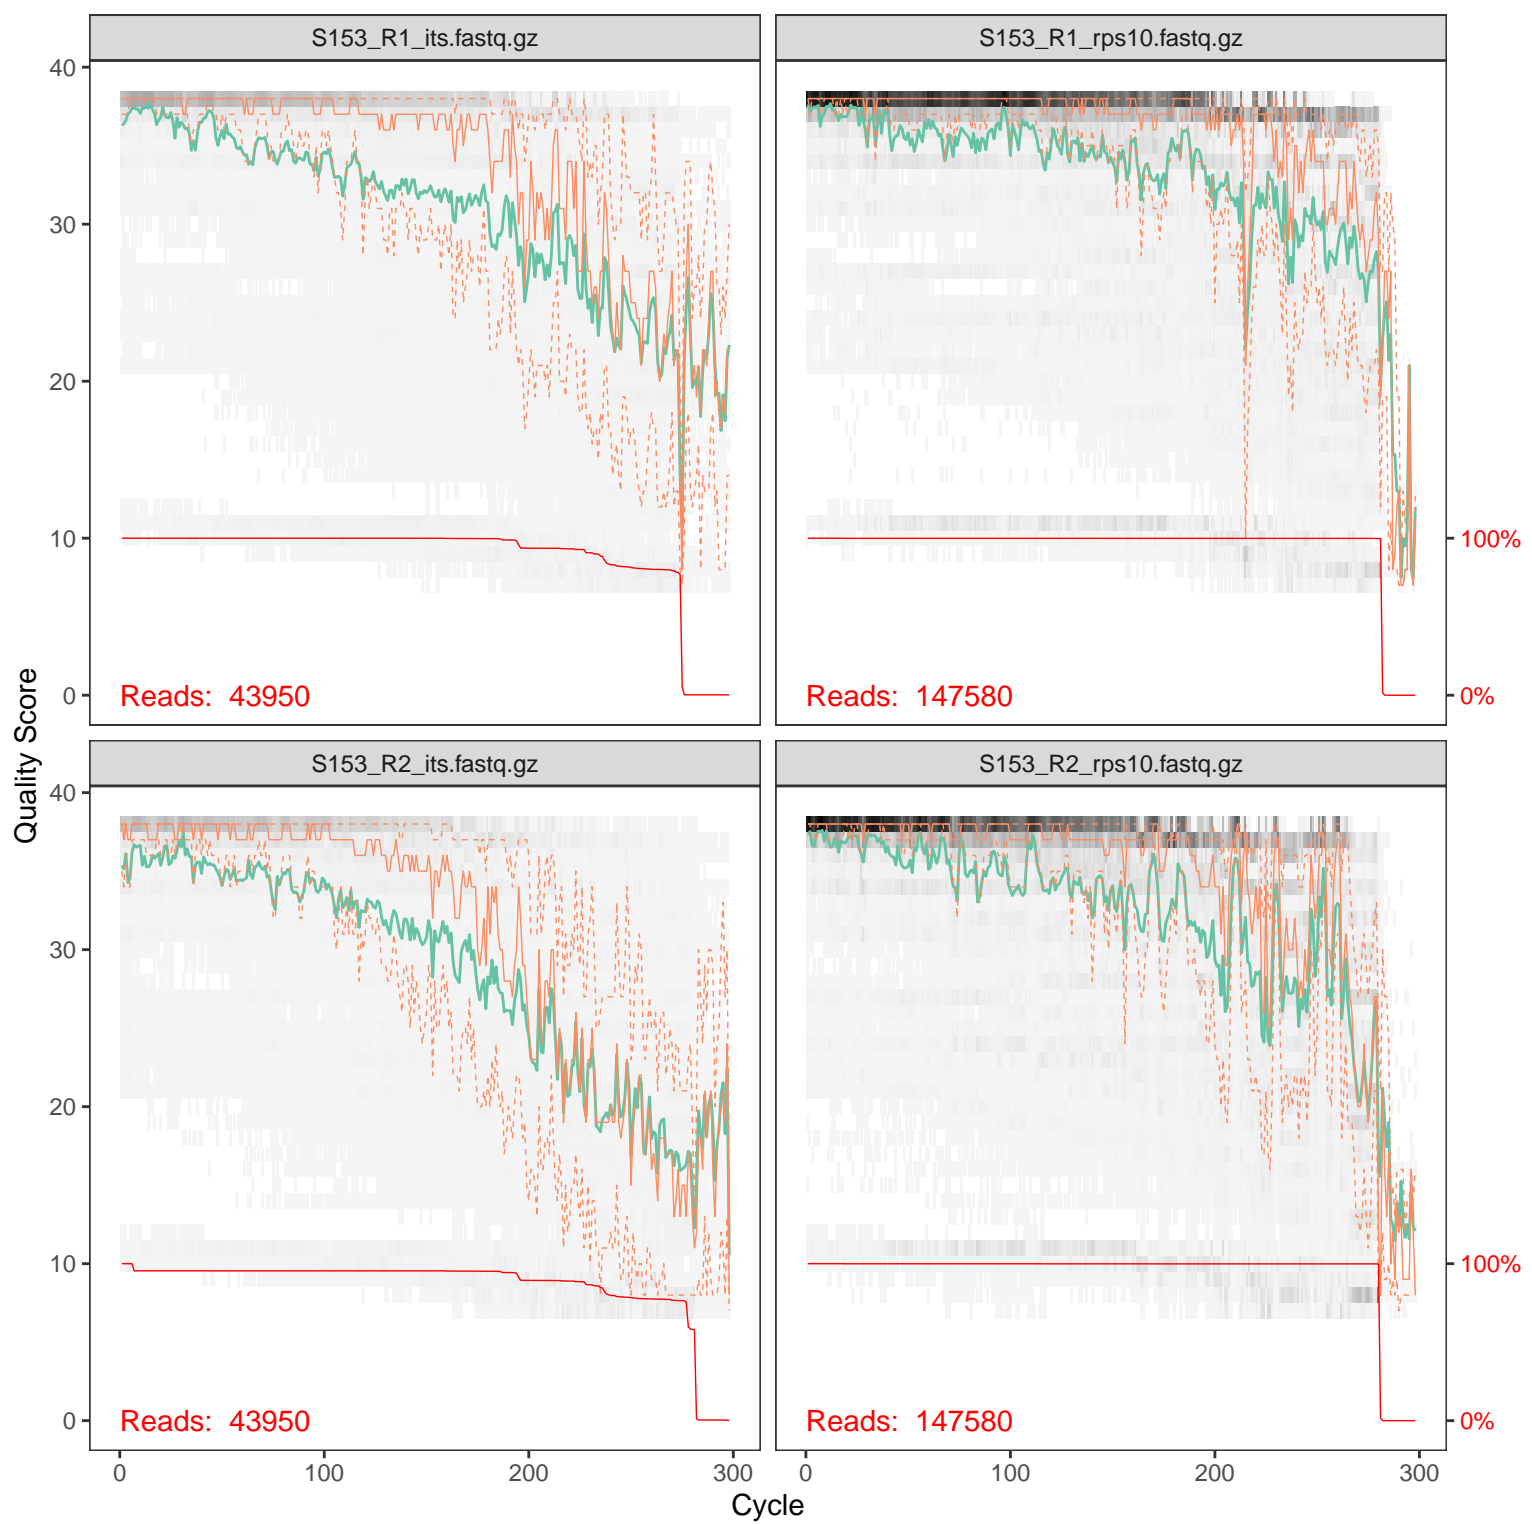 S153_R1_its.fastq.gz
S153_R1_rps10.fastq.gz
40
30
20
10
0
Reads: 43950
Reads: 147580
100%
0%
Quality Score
S153_R2_its.fastq.gz
S153_R2_rps10.fastq.gz
40
30
20
10
0
Reads: 43950
Reads: 147580
100%
0%
0 100 200 300
0 100 200 300
Cycle